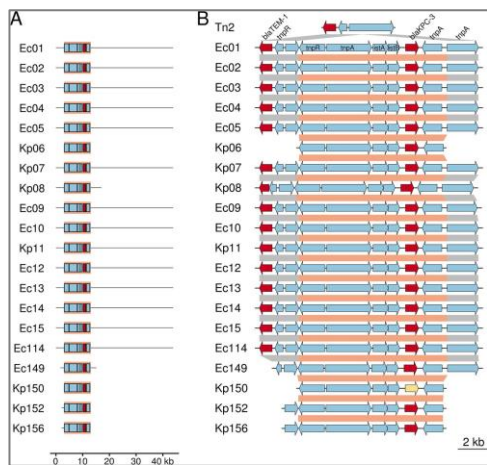 A
Ec01
Ec02
Ec03
Ec04
Ec05
Kp06
Kp07
Kp08
Ec09
Ec10
Kp11
Ec12
Ec13
Ec14
Ec15
Ec114
Ec149
Kp150
Kp152
Kp156
0 10 20 30 40 kb
B
Tn2
blaTEM-1
tnpR
blaKPC-3
tnpA
tnpA
Ec01
tnpR tnpA istA istB
Ec02
Ec03
Ec04
Ec05
Kp06
Kp07
Kp08
Ec09
Ec10
Kp11
Ec12
Ec13
Ec14
Ec15
Ec114
Ec149
Kp150
Kp152
Kp156
2 kb